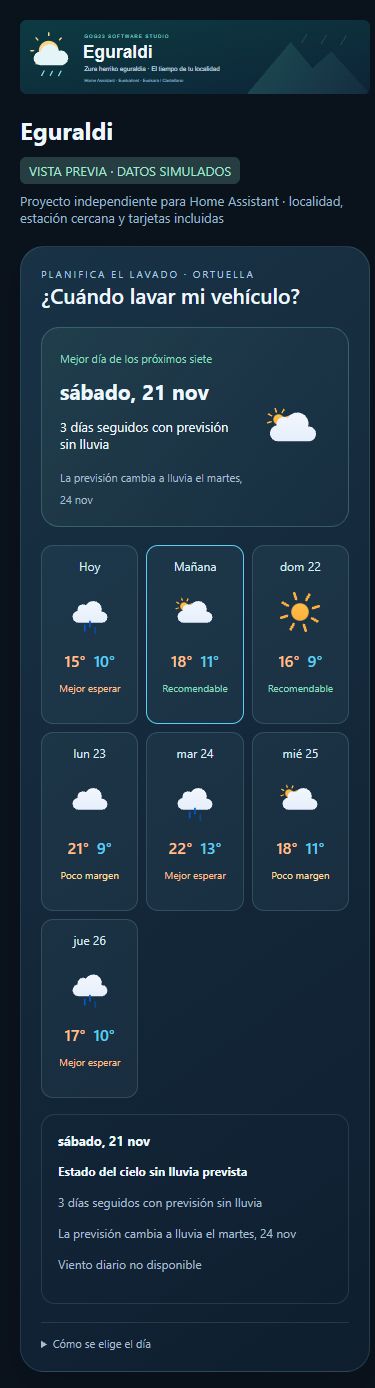 GOG23 SOFTWARE STUDIO
Eguraldi
Zure herriko eguraldia · El tiempo de tu localidad
Home Assistant · Euskalmet · Euskara / Castellano
Eguraldi
VISTA PREVIA · DATOS SIMULADOS
Proyecto independiente para Home Assistant · localidad,
estación cercana y tarjetas incluidas
PLANIFICA EL LAVADO · ORTUELLA
¿Cuándo lavar mi vehículo?
Mejor día de los próximos siete
sábado, 21 nov
3 días seguidos con previsión
sin lluvia
La previsión cambia a lluvia el martes,
24 nov
Hoy
15° 10°
Mejor esperar
Mañana
18° 11°
Recomendable
dom 22
16° 9°
Recomendable
lun 23
21° 9°
Poco margen
mar 24
22° 13°
Mejor esperar
mié 25
18° 11°
Poco margen
jue 26
17° 10°
Mejor esperar
sábado, 21 nov
Estado del cielo sin lluvia prevista
3 días seguidos con previsión sin lluvia
La previsión cambia a lluvia el martes, 24 nov
Viento diario no disponible
Cómo se elige el día